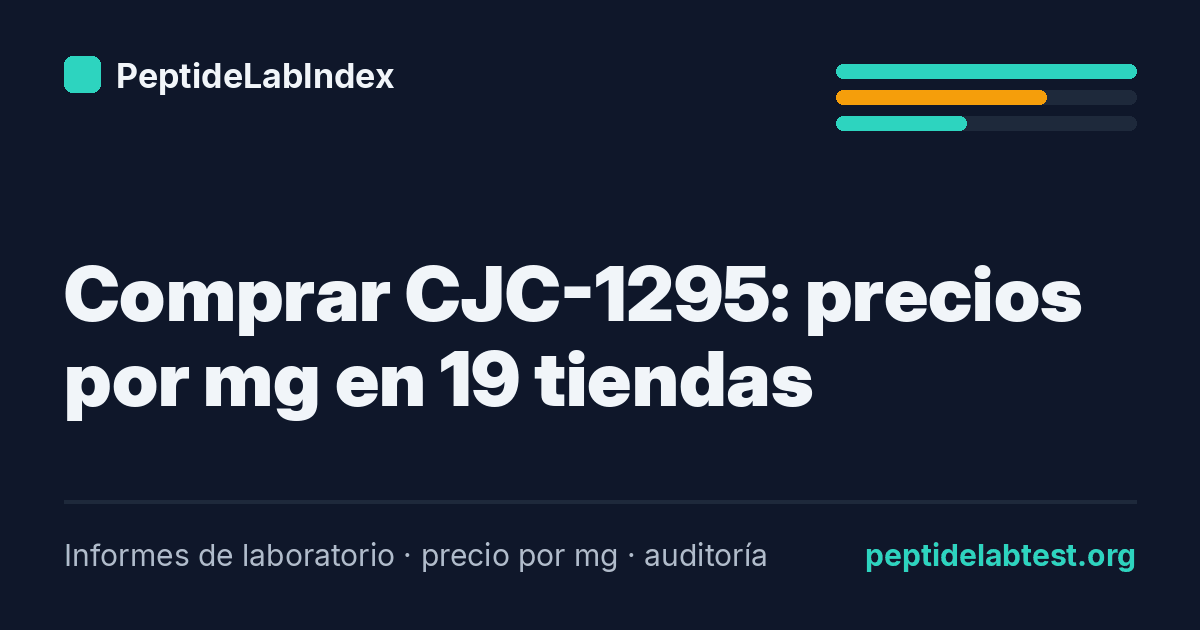 PeptideLabIndex
Comprar CJC-1295: precios
por mg en 19 tiendas
Informes de laboratorio · precio por mg · auditoría
peptidelabtest.org